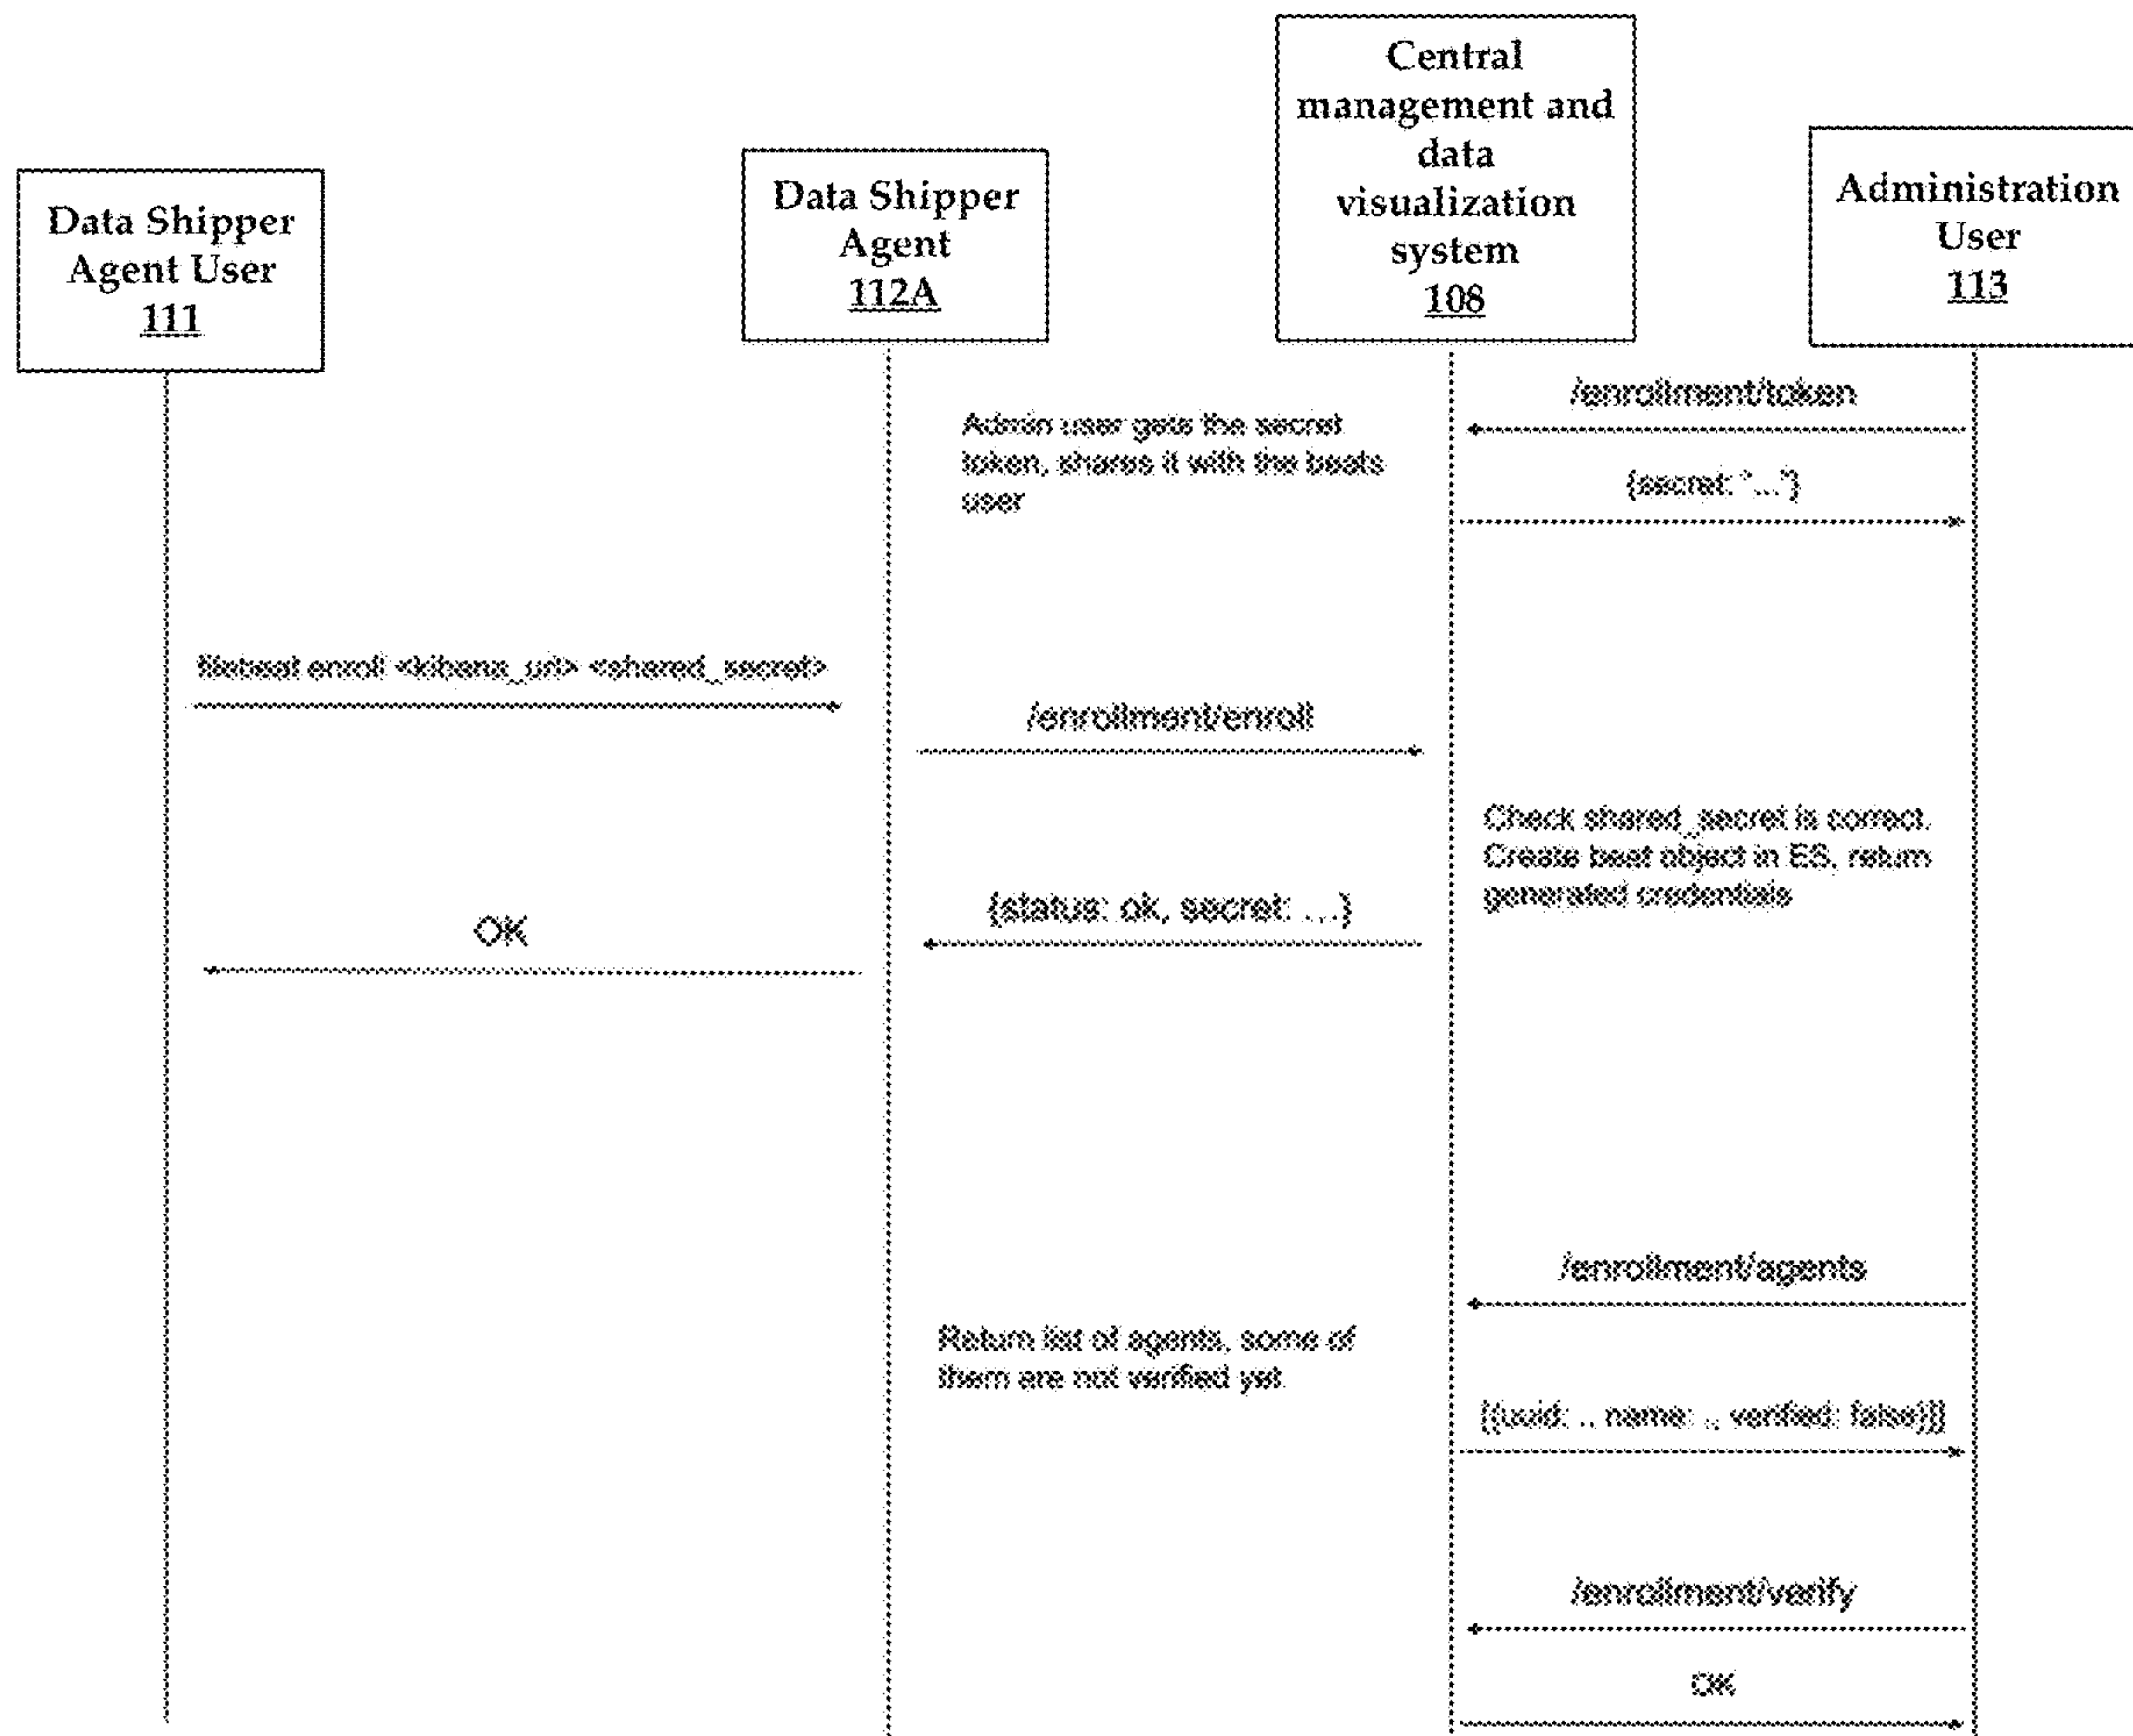 Data Shipper
Agent User
111
Data Shipper
Agent
112A
Central
management and
data
visualization
system
108
Administration
User
113
/enrollment/token
Admin user gets the secret
token, shares it with the beats
user
{secret: "..."}
filebeat enroll <kibana_url> <shared_secret>
/enrollment/enroll
Check shared_secret is correct.
Create beat object in ES, return
generated credentials
{status: ok, secret: ...}
OK
/enrollment/agents
Return list of agents, some of
them are not verified yet
[{uuid: .., name: .., verified: false}]]
/enrollment/verify
OK